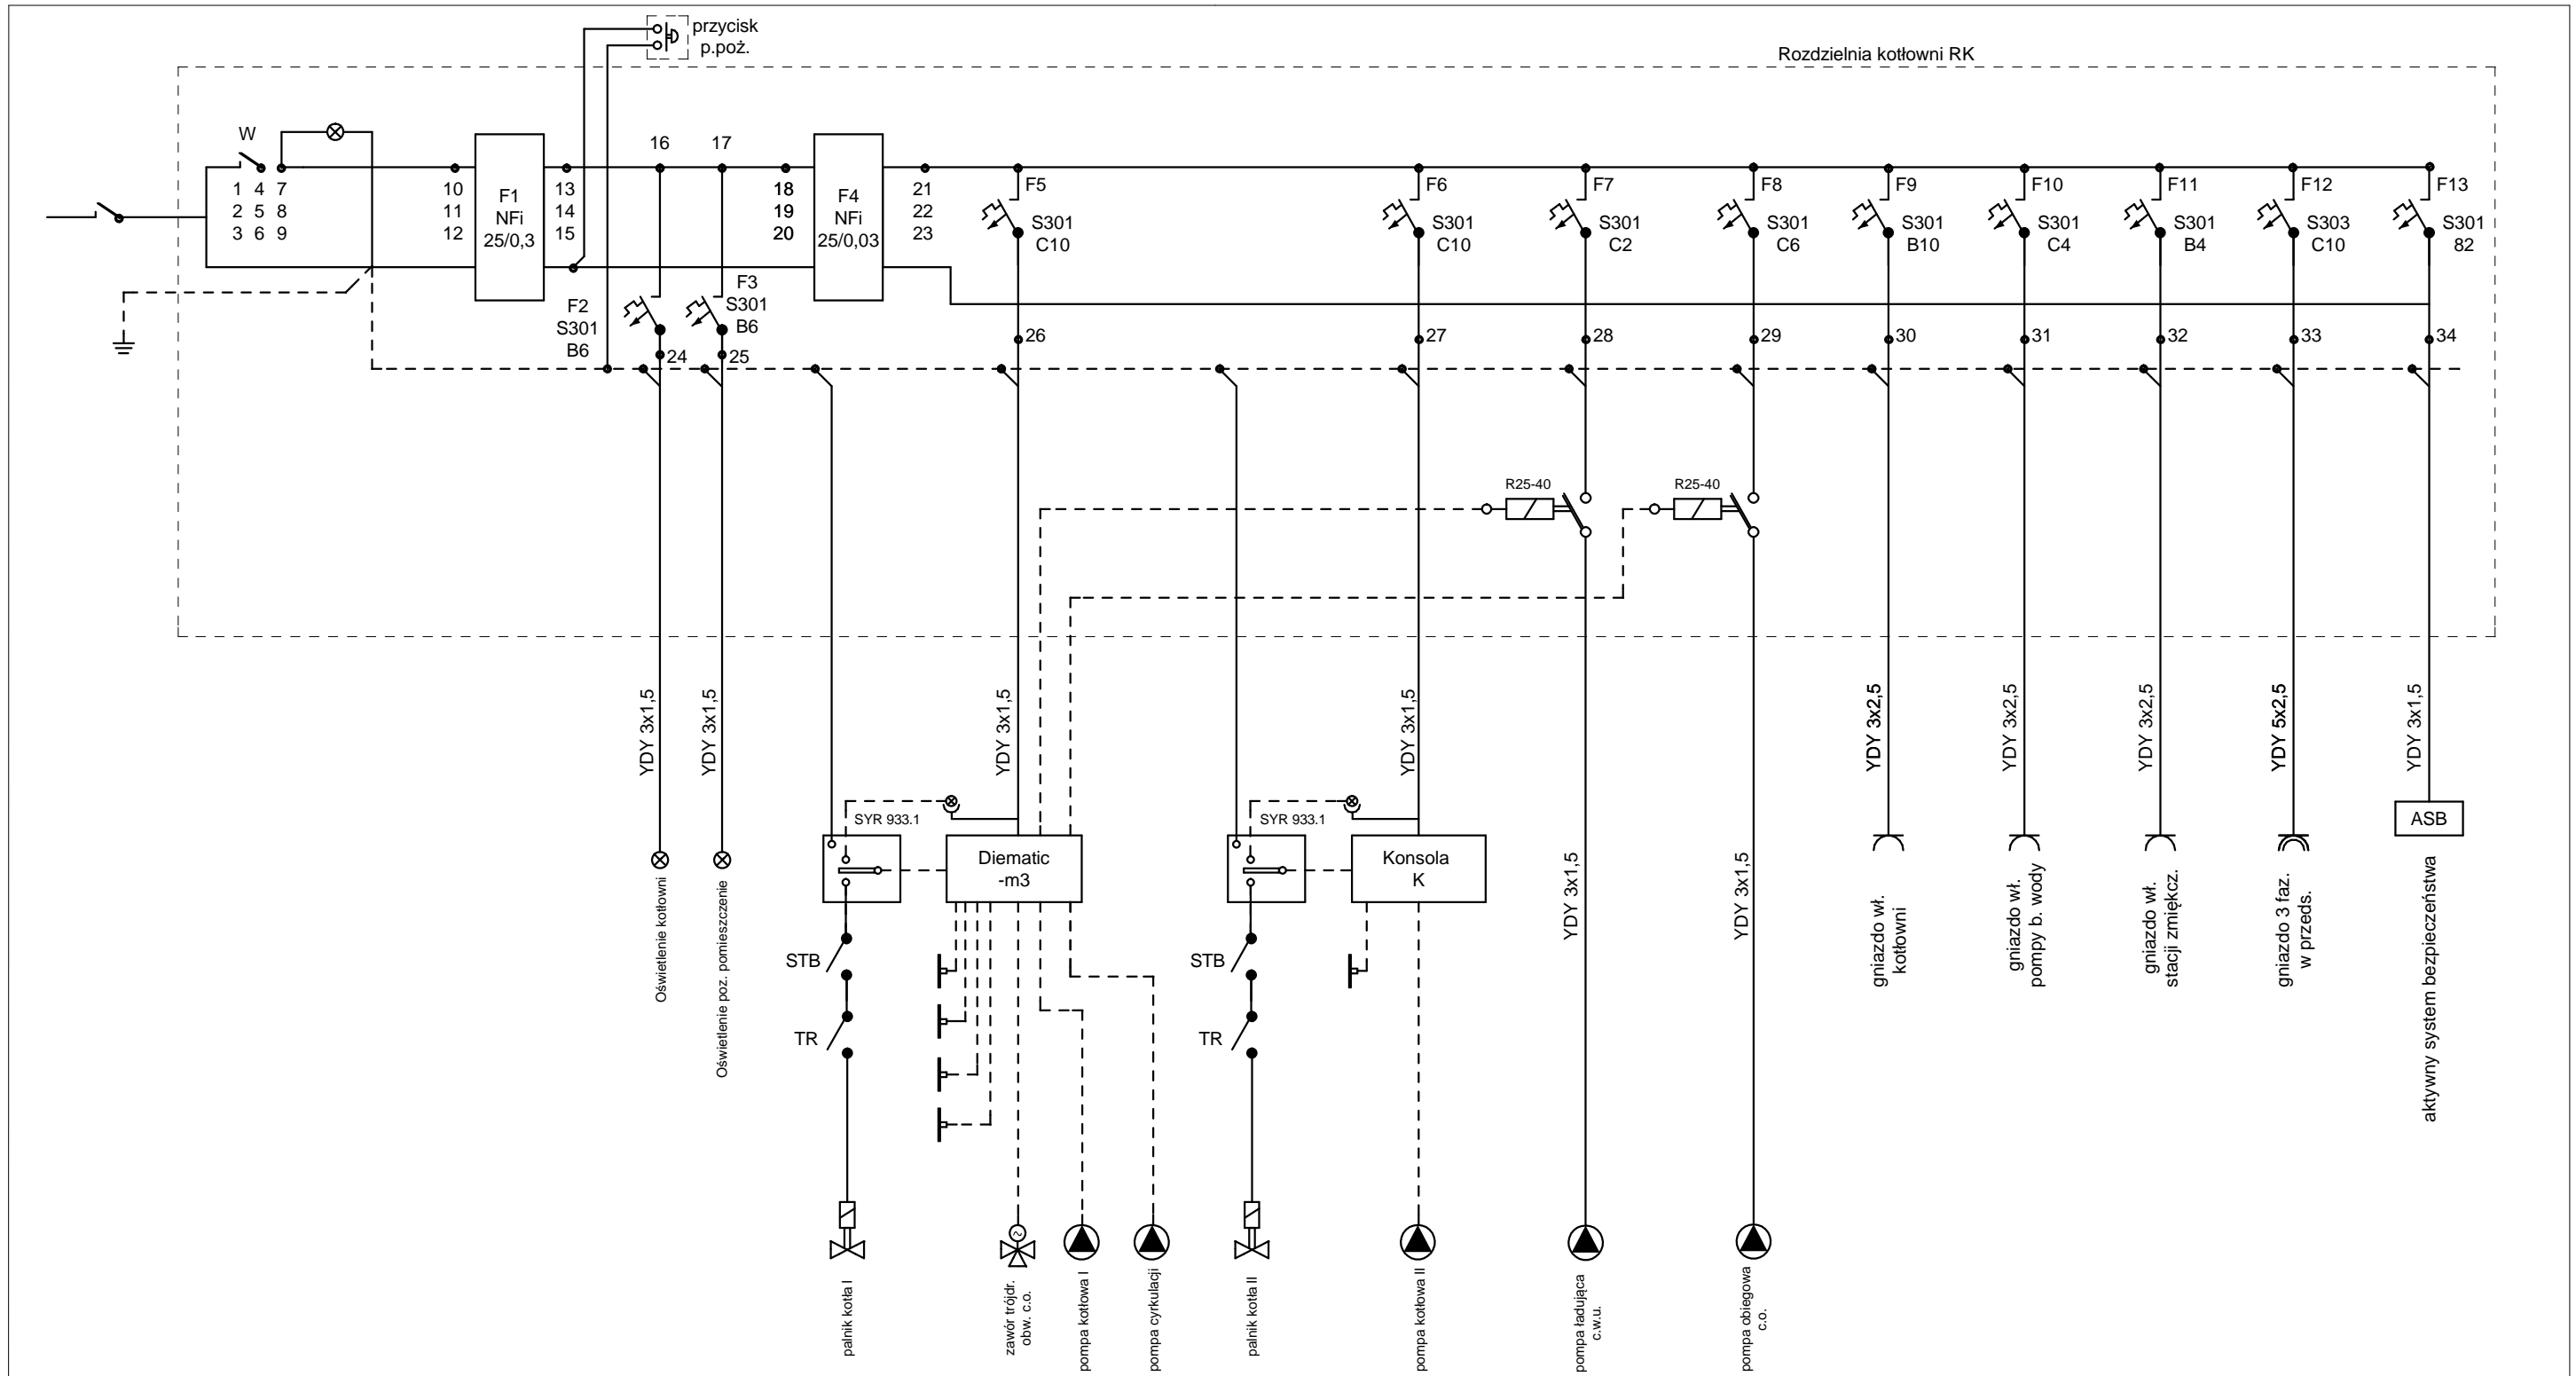 przycisk
p.poż.
Rozdzielnia kotłowni RK
W
1 4 7
2 5 8
3 6 9
10
11
12
F1
NFi
25/0,3
13
14
15
16
17
18
19
20
F4
NFi
25/0,03
21
22
23
F5
S301
C10
F6
S301
C10
F7
S301
C2
F8
S301
C6
F9
S301
B10
F10
S301
C4
F11
S301
B4
F12
S303
C10
F13
S301
82
F2
S301
B6
F3
S301
B6
24
25
26
27
28
29
30
31
32
33
34
R25-40
R25-40
YDY 3x1,5
YDY 3x1,5
YDY 3x1,5
YDY 3x1,5
YDY 3x1,5
YDY 3x1,5
YDY 3x2,5
YDY 3x2,5
YDY 3x2,5
YDY 5x2,5
YDY 3x1,5
SYR 933.1
Diematic
-m3
SYR 933.1
Konsola
K
ASB
STB
TR
STB
TR
Oświetlenie kotłowni
Oświetlenie poz. pomieszczenie
gniazdo wł.
kotłowni
gniazdo wł.
pompy b. wody
gniazdo wł.
stacji zmiękcz.
gniazdo 3 faz.
w przeds.
aktywny system bezpieczeństwa
palnik kotła I
zawór trójdr.
obw. c.o.
pompa kotłowa I
pompa cyrkulacji
palnik kotła II
pompa kotłowa II
pompa ładująca
c.w.u.
pompa obiegowa
c.o.